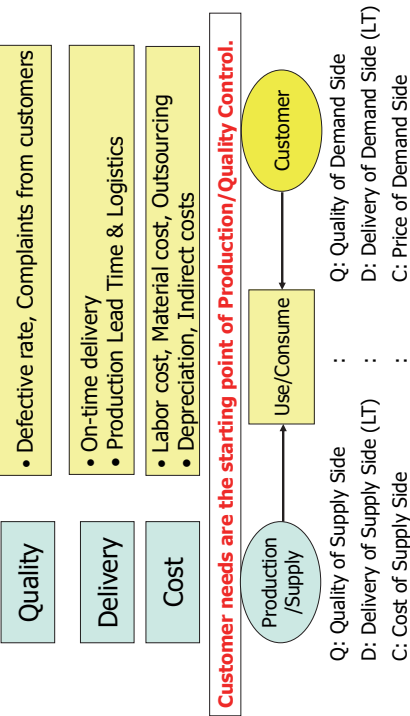 Quality
• Defective rate, Complaints from customers
Delivery
• On-time delivery
• Production Lead Time & Logistics
Cost
• Labor cost, Material cost, Outsourcing
• Depreciation, Indirect costs
Customer needs are the starting point of Production/Quality Control.
Production
/Supply
Use/Consume
Customer
Q: Quality of Supply Side : Q: Quality of Demand Side
D: Delivery of Supply Side (LT) : D: Delivery of Demand Side (LT)
C: Cost of Supply Side : C: Price of Demand Side